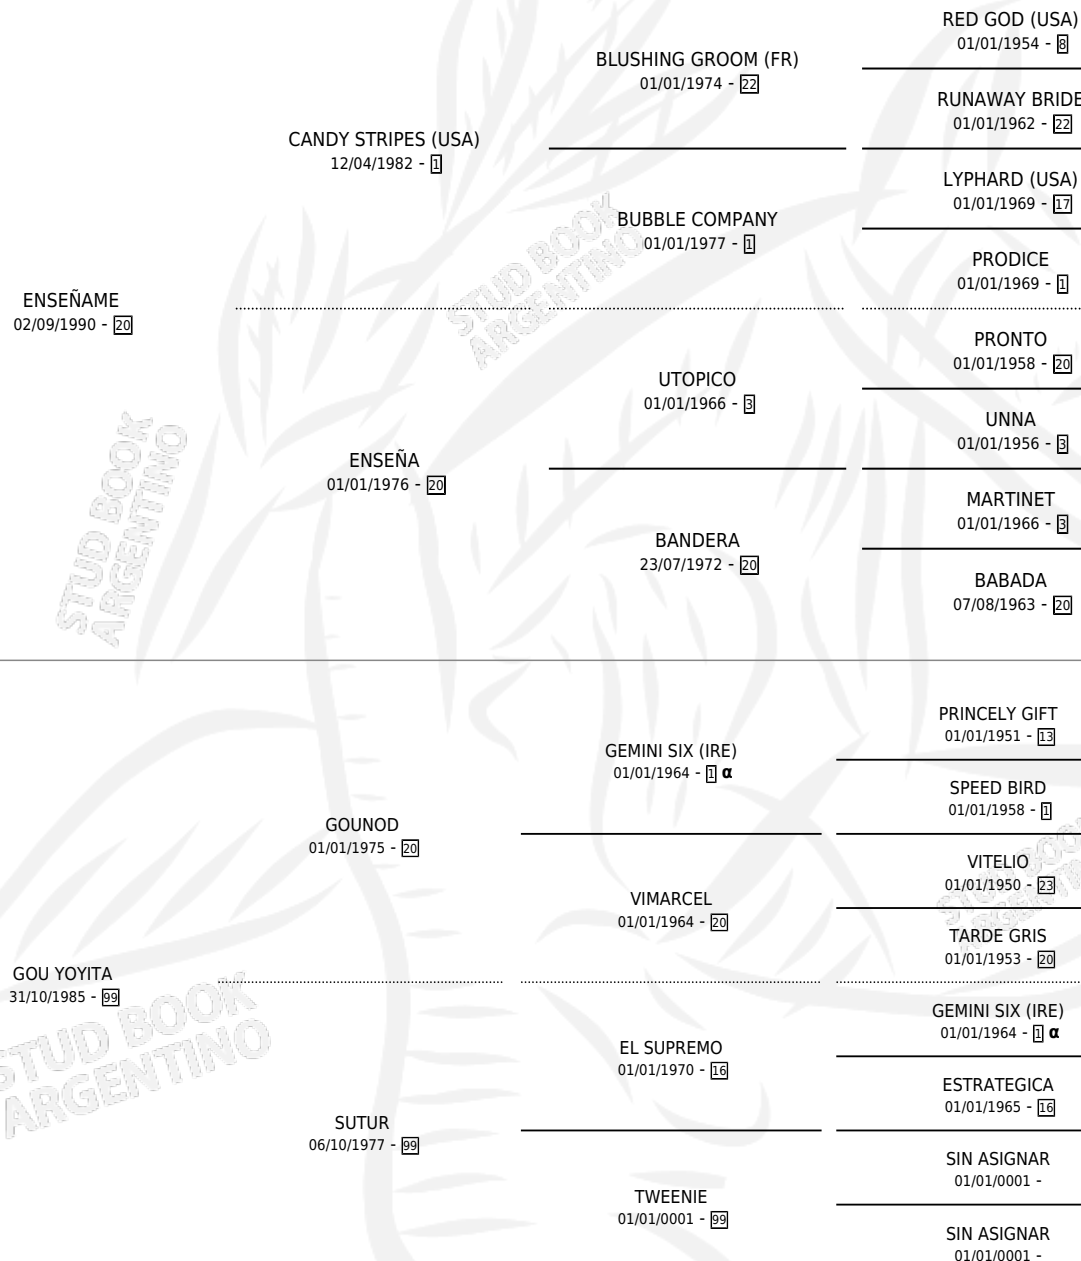 RED GOD (USA)
01/01/1954 - 8
BLUSHING GROOM (FR)
01/01/1974 - 22
RUNAWAY BRIDE
01/01/1962 - 22
CANDY STRIPES (USA)
12/04/1982 - 1
LYPHARD (USA)
01/01/1969 - 17
BUBBLE COMPANY
01/01/1977 - 1
PRODICE
01/01/1969 - 1
ENSEÑAME
02/09/1990 - 20
PRONTO
01/01/1958 - 20
UTOPICO
01/01/1966 - 3
UNNA
01/01/1956 - 3
ENSEÑA
01/01/1976 - 20
MARTINET
01/01/1966 - 3
BANDERA
23/07/1972 - 20
BABADA
07/08/1963 - 20
STUD BOOK
ARGENTINO
STUD BOOK
ARGENTINO
PRINCELY GIFT
01/01/1951 - 13
GEMINI SIX (IRE)
01/01/1964 - 1 α
SPEED BIRD
01/01/1958 - 1
GOUNOD
01/01/1975 - 20
VITELIO
01/01/1950 - 23
VIMARCEL
01/01/1964 - 20
TARDE GRIS
01/01/1953 - 20
GOU YOYITA
31/10/1985 - 99
GEMINI SIX (IRE)
01/01/1964 - 1 α
EL SUPREMO
01/01/1970 - 16
ESTRATEGICA
01/01/1965 - 16
SUTUR
06/10/1977 - 99
SIN ASIGNAR
01/01/0001 -
TWEENIE
01/01/0001 - 99
SIN ASIGNAR
01/01/0001 -
STUD BOOK
ARGENTINO